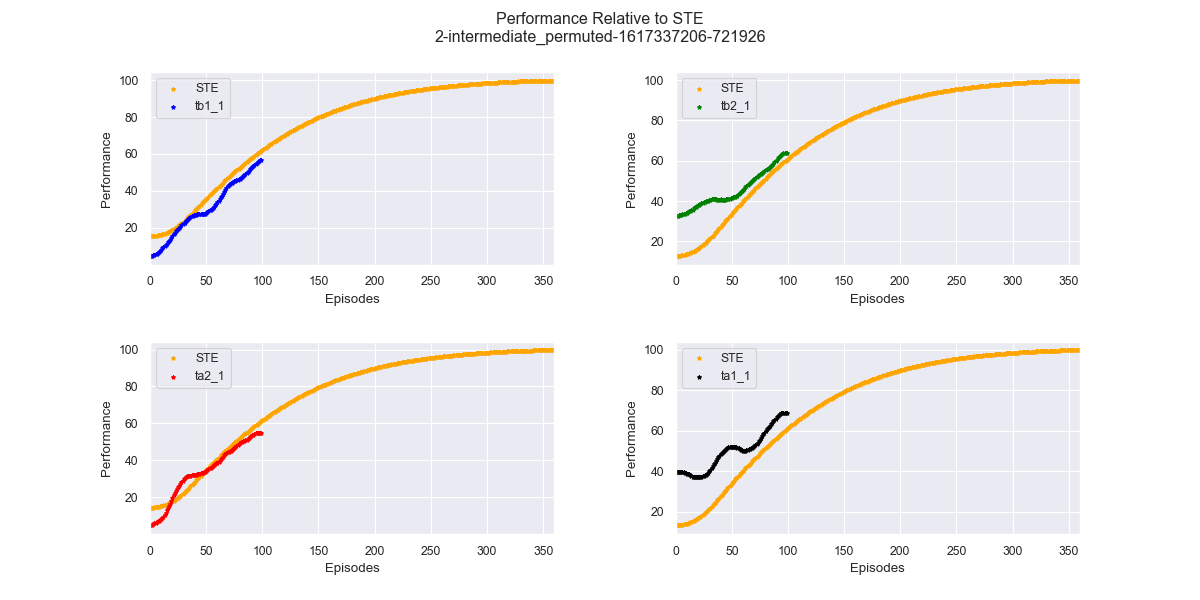 Performance Relative to STE
2-intermediate_permuted-1617337206-721926
STE
tb1_1
Performance
100
80
60
40
20
0 50 100 150 200 250 300 350
Episodes
STE
tb2_1
Performance
100
80
60
40
20
0 50 100 150 200 250 300 350
Episodes
STE
ta2_1
Performance
100
80
60
40
20
0 50 100 150 200 250 300 350
Episodes
STE
ta1_1
Performance
100
80
60
40
20
0 50 100 150 200 250 300 350
Episodes